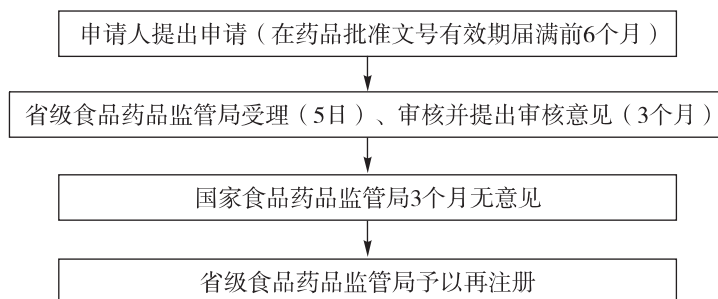 申请人提出申请（在药品批准文号有效期届满前6个月）
省级食品药品监管局受理（5日）、审核并提出审核意见（3个月）
国家食品药品监管局3个月无意见
省级食品药品监管局予以再注册